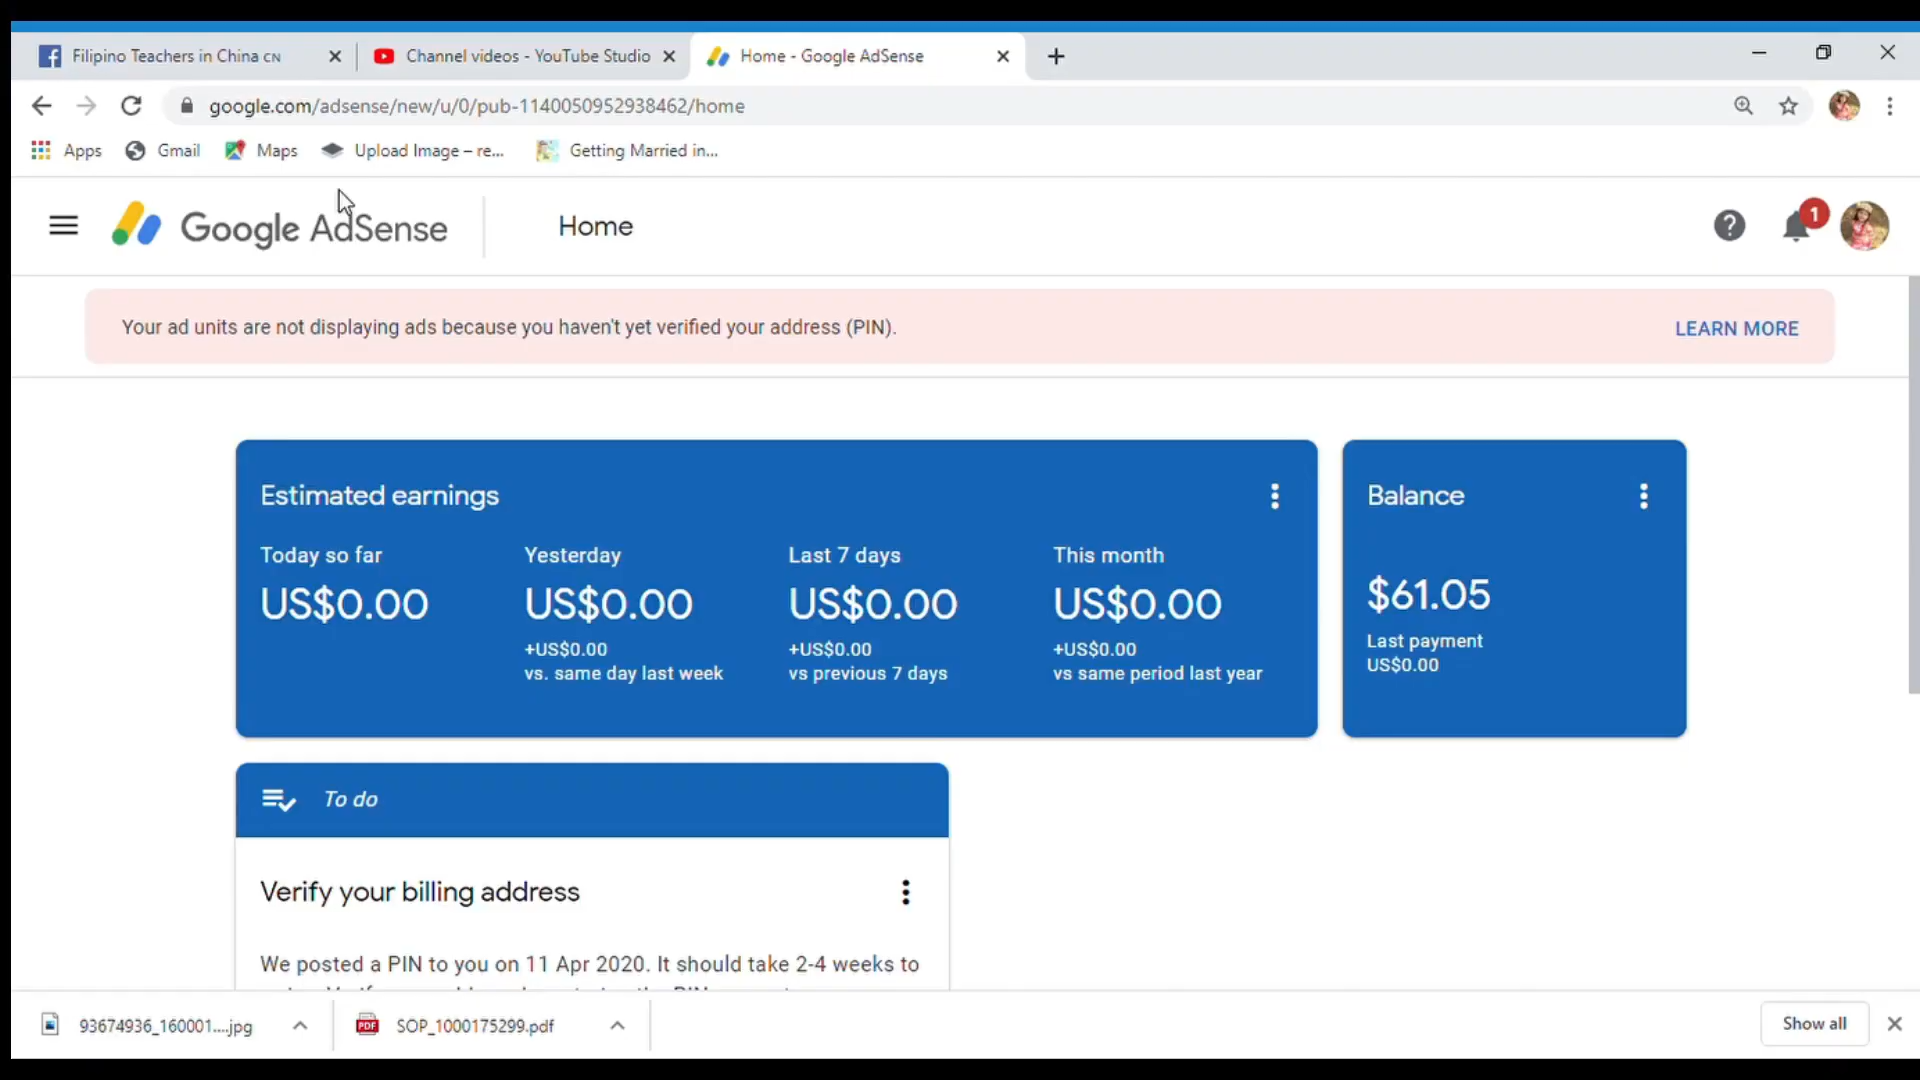 Filipino Teachers in China CN
Channel videos - YouTube Studio
Home - Google AdSense
google.com/adsense/new/u/0/pub-1140050952938462/home
Apps
Gmail
Maps
Upload Image – re...
Getting Married in...
Google AdSense
Home
1
Your ad units are not displaying ads because you haven't yet verified your address (PIN).
LEARN MORE
Estimated earnings
Today so far
US$0.00
Yesterday
US$0.00
+US$0.00
vs. same day last week
Last 7 days
US$0.00
+US$0.00
vs previous 7 days
This month
US$0.00
+US$0.00
vs same period last year
Balance
$61.05
Last payment
US$0.00
To do
Verify your billing address
We posted a PIN to you on 11 Apr 2020. It should take 2-4 weeks to
93674936_160001....jpg
PDF
SOP_1000175299.pdf
Show all